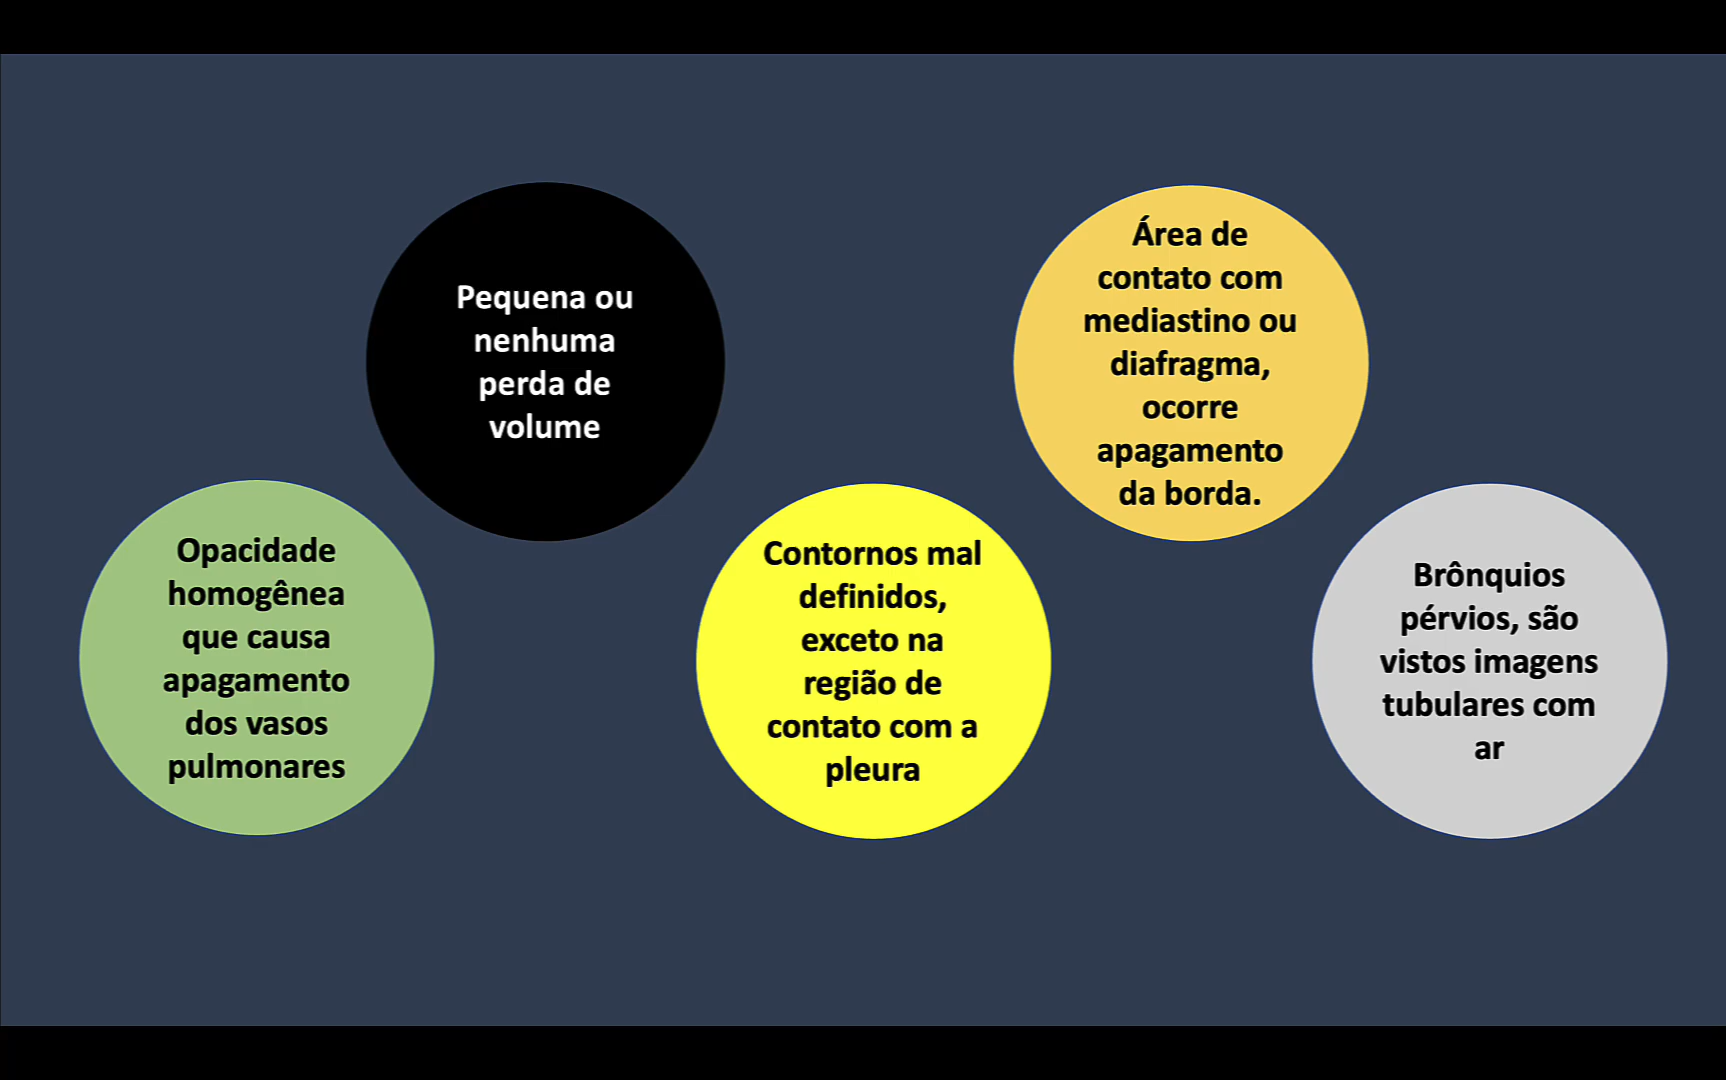 Opacidade
homogênea
que causa
apagamento
dos vasos
pulmonares
Pequena ou
nenhuma
perda de
volume
Contornos mal
definidos,
exceto na
região de
contato com a
pleura
Área de
contato com
mediastino ou
diafragma,
ocorre
apagamento
da borda.
Brônquios
pérvios, são
vistos imagens
tubulares com
ar